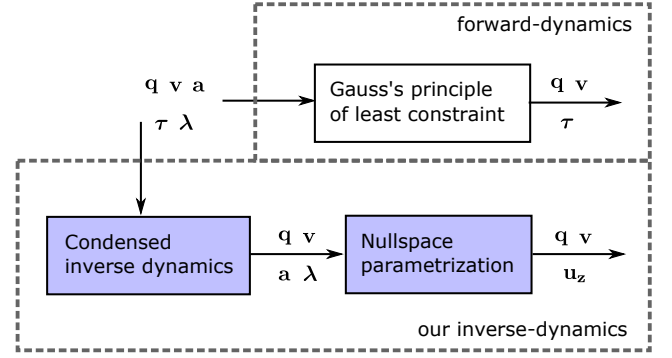 forward-dynamics
q v a
τ λ
Gauss's principle
of least constraint
q v
τ
Condensed
inverse dynamics
q v
a λ
Nullspace
parametrization
q v
u_z
our inverse-dynamics